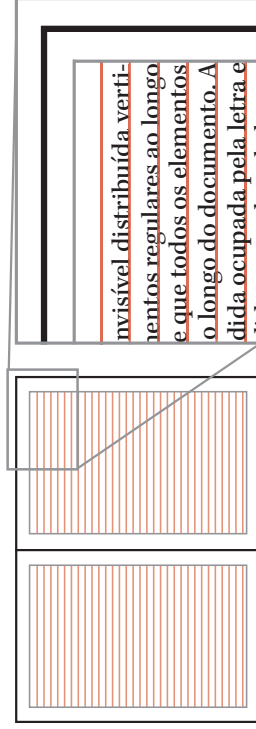 nvisível distribuída verti-
mentos regulares ao longo
e que todos os elementos
o longo do documento. A
dida ocupada pela letra e